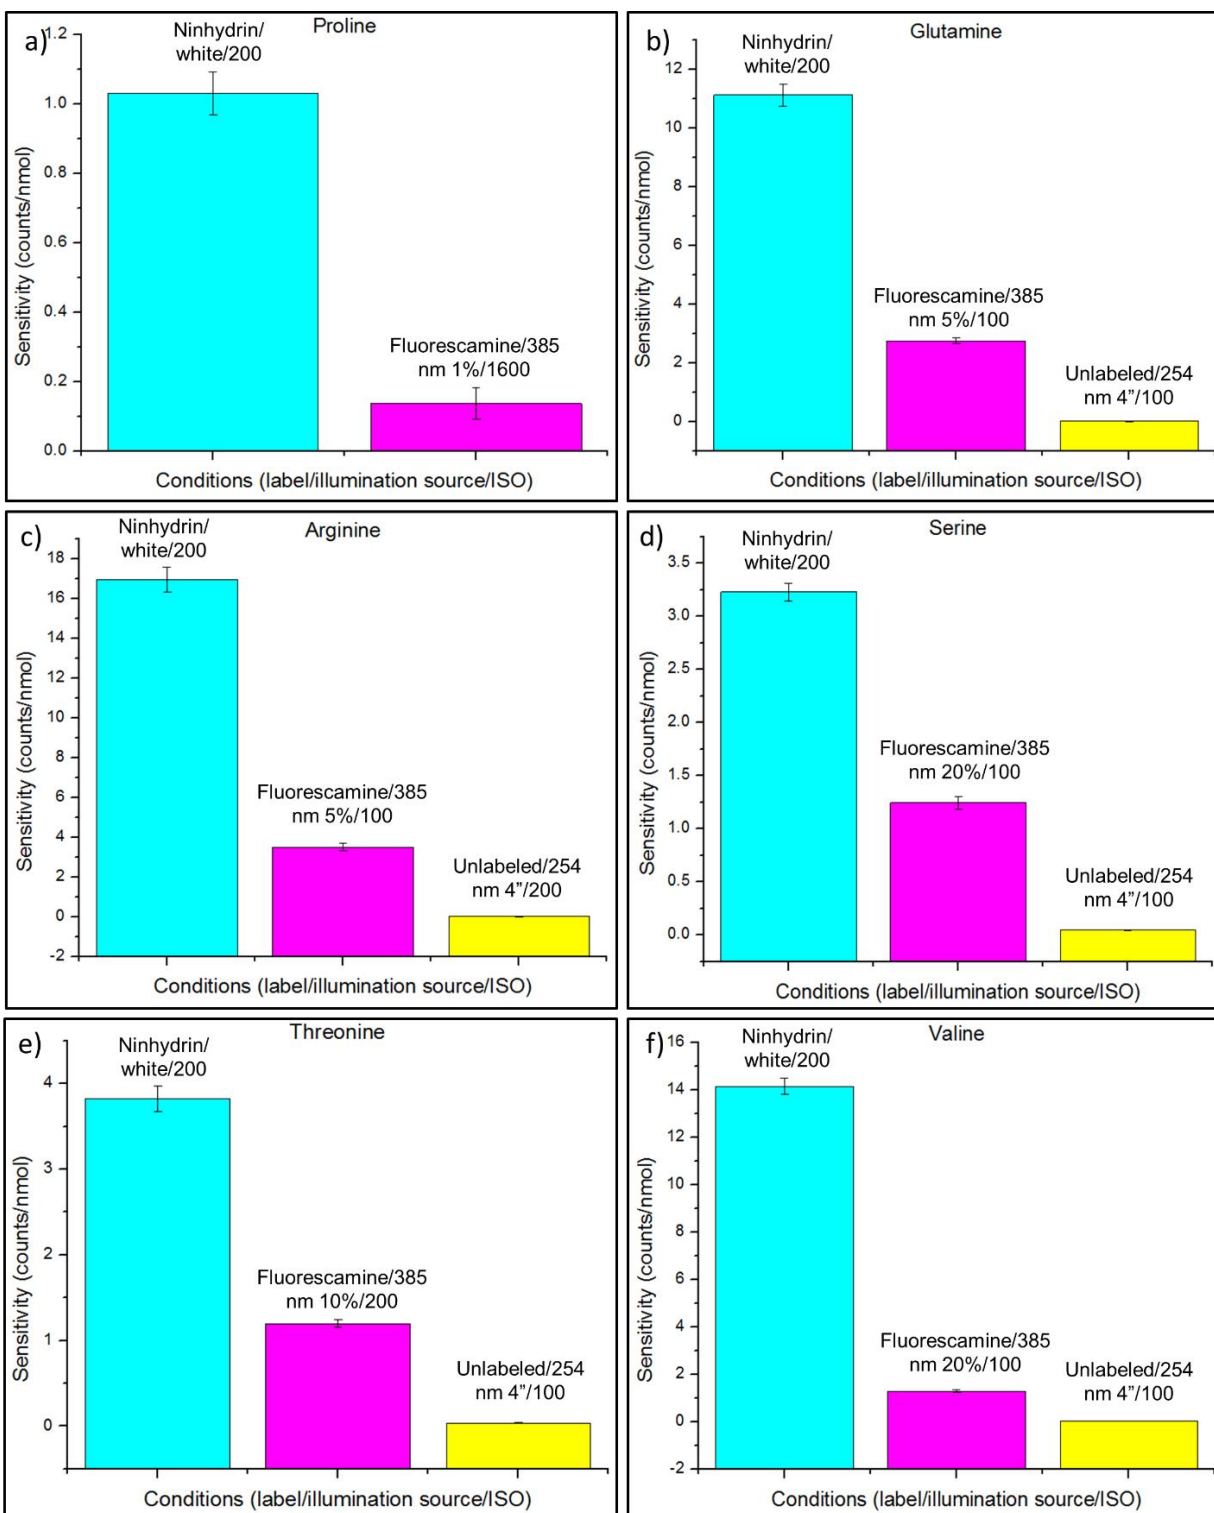 a)
Proline
Ninhydrin/
white/200
1.2
1.0
0.8
0.6
0.4
0.2
0.0
Sensitivity (counts/nmol)
Fluorescamine/385
nm 1%/1600
Conditions (label/illumination source/ISO)
b)
Glutamine
Ninhydrin/
white/200
12
10
8
6
4
2
0
Sensitivity (counts/nmol)
Fluorescamine/385
nm 5%/100
Unlabeled/254
nm 4”/100
Conditions (label/illumination source/ISO)
c)
Arginine
Ninhydrin/
white/200
18
16
14
12
10
8
6
4
2
0
-2
Sensitivity (counts/nmol)
Fluorescamine/385
nm 5%/100
Unlabeled/254
nm 4”/200
Conditions (label/illumination source/ISO)
d)
Serine
Ninhydrin/
white/200
3.5
3.0
2.5
2.0
1.5
1.0
0.5
0.0
Sensitivity (counts/nmol)
Fluorescamine/385
nm 20%/100
Unlabeled/254
nm 4”/100
Conditions (label/illumination source/ISO)
e)
Threonine
Ninhydrin/
white/200
4
3
2
1
0
Sensitivity (counts/nmol)
Fluorescamine/385
nm 10%/200
Unlabeled/254
nm 4”/100
Conditions (label/illumination source/ISO)
f)
Valine
Ninhydrin/
white/200
16
14
12
10
8
6
4
2
0
-2
Sensitivity (counts/nmol)
Fluorescamine/385
nm 20%/100
Unlabeled/254
nm 4”/100
Conditions (label/illumination source/ISO)